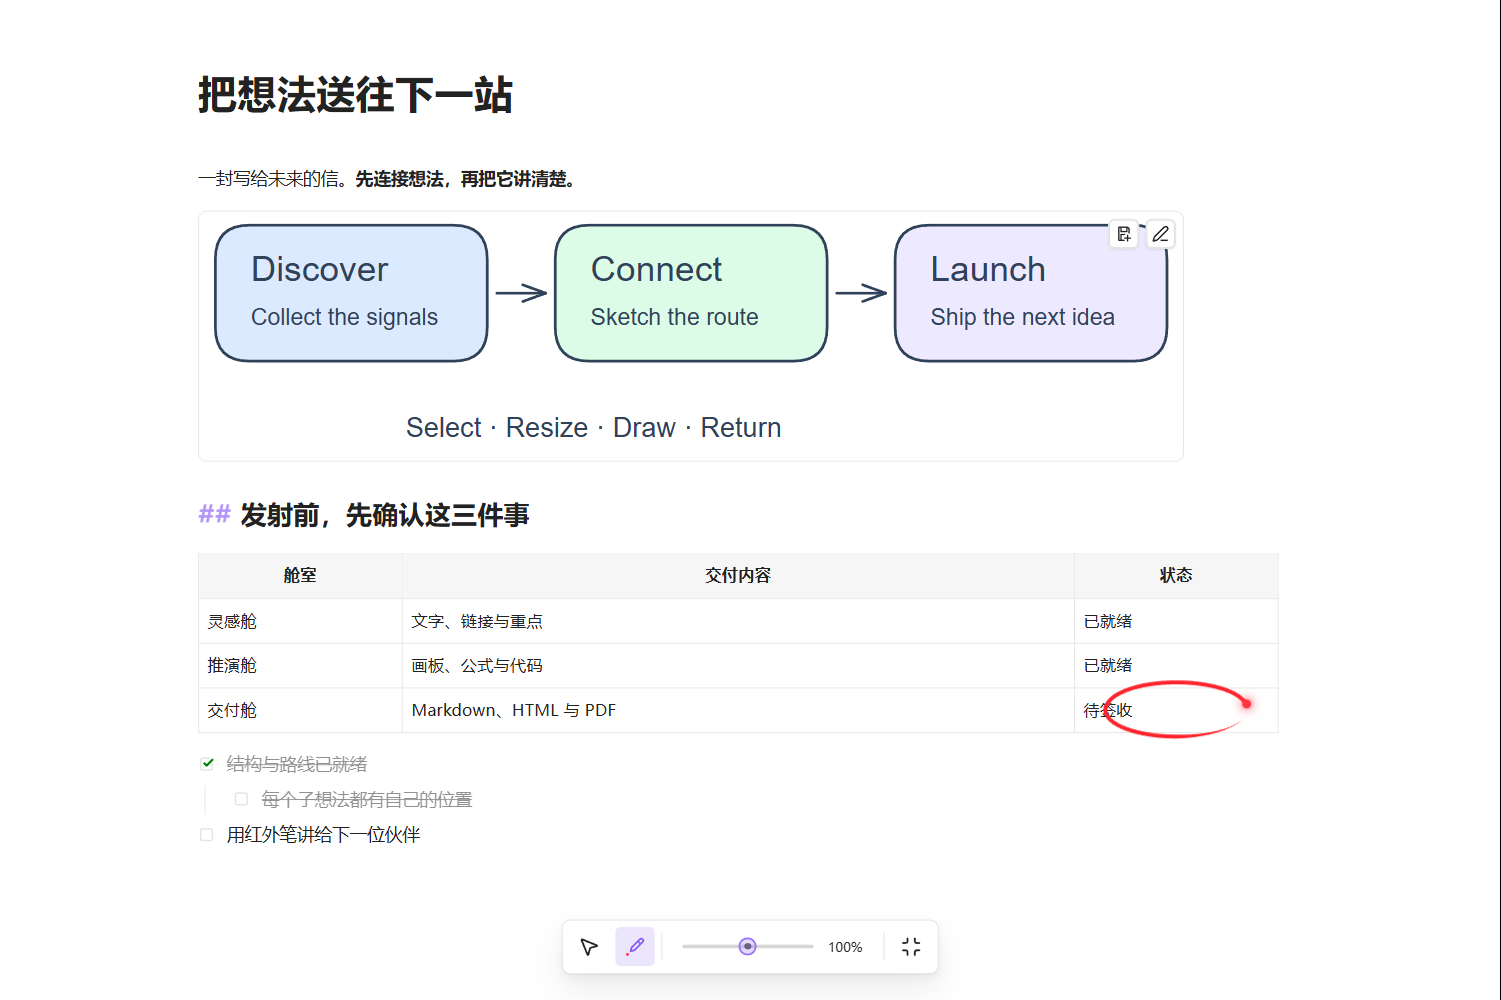 把想法送往下一站
一封写给未来的信。先连接想法，再把它讲清楚。
Discover
Collect the signals
Connect
Sketch the route
Launch
Ship the next idea
Select · Resize · Draw · Return
## 发射前，先确认这三件事
舱室 交付内容 状态
灵感舱 文字、链接与重点 已就绪
推演舱 画板、公式与代码 已就绪
交付舱 Markdown、HTML 与 PDF 待签收
结构与路线已就绪
每个子想法都有自己的位置
用红外笔讲给下一位伙伴
100%